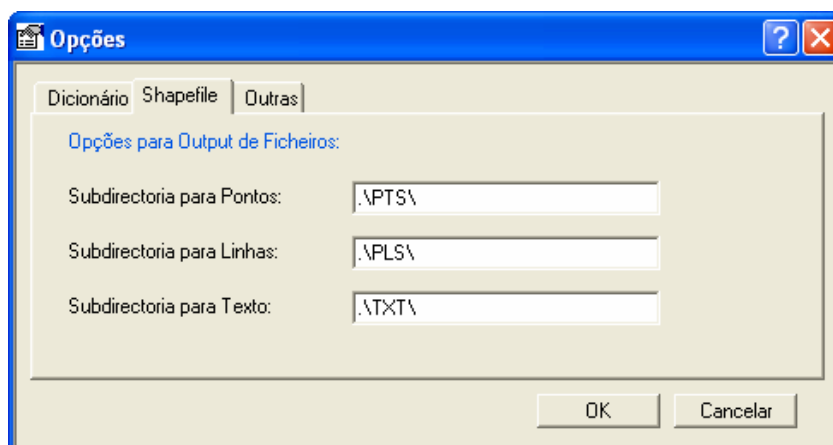 Opções
Dicionário Shapefile Outras
Opções para Output de Ficheiros:
Subdirectoria para Pontos: .\PTS\
Subdirectoria para Linhas: .\PLS\
Subdirectoria para Texto: .\TXT\
OK Cancelar